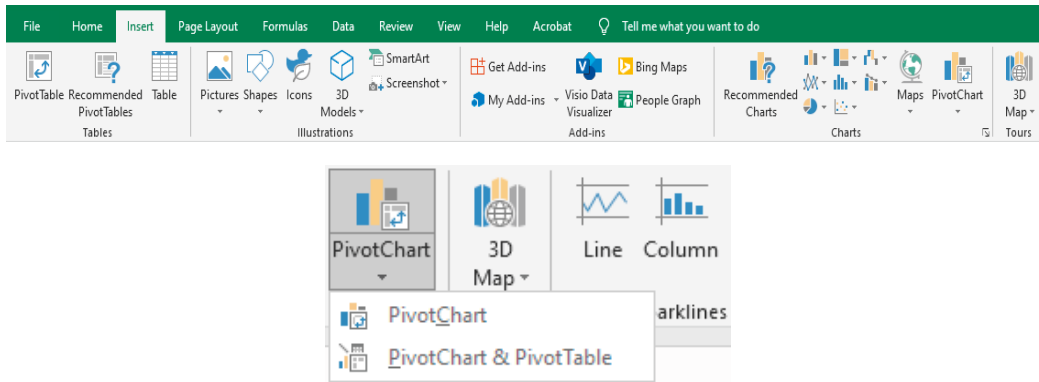 File Home Insert Page Layout Formulas Data Review View Help Acrobat Tell me what you want to do
PivotTable Recommended PivotTables Table
Tables
Pictures Shapes Icons 3D Models
SmartArt
Screenshot
Illustrations
Get Add-ins
My Add-ins
Visio Data Visualizer
Bing Maps
People Graph
Add-ins
Recommended Charts
Maps PivotChart
Charts
3D Map
Tours
PivotChart
3D Map
Line Column
arklines
PivotChart
PivotChart & PivotTable